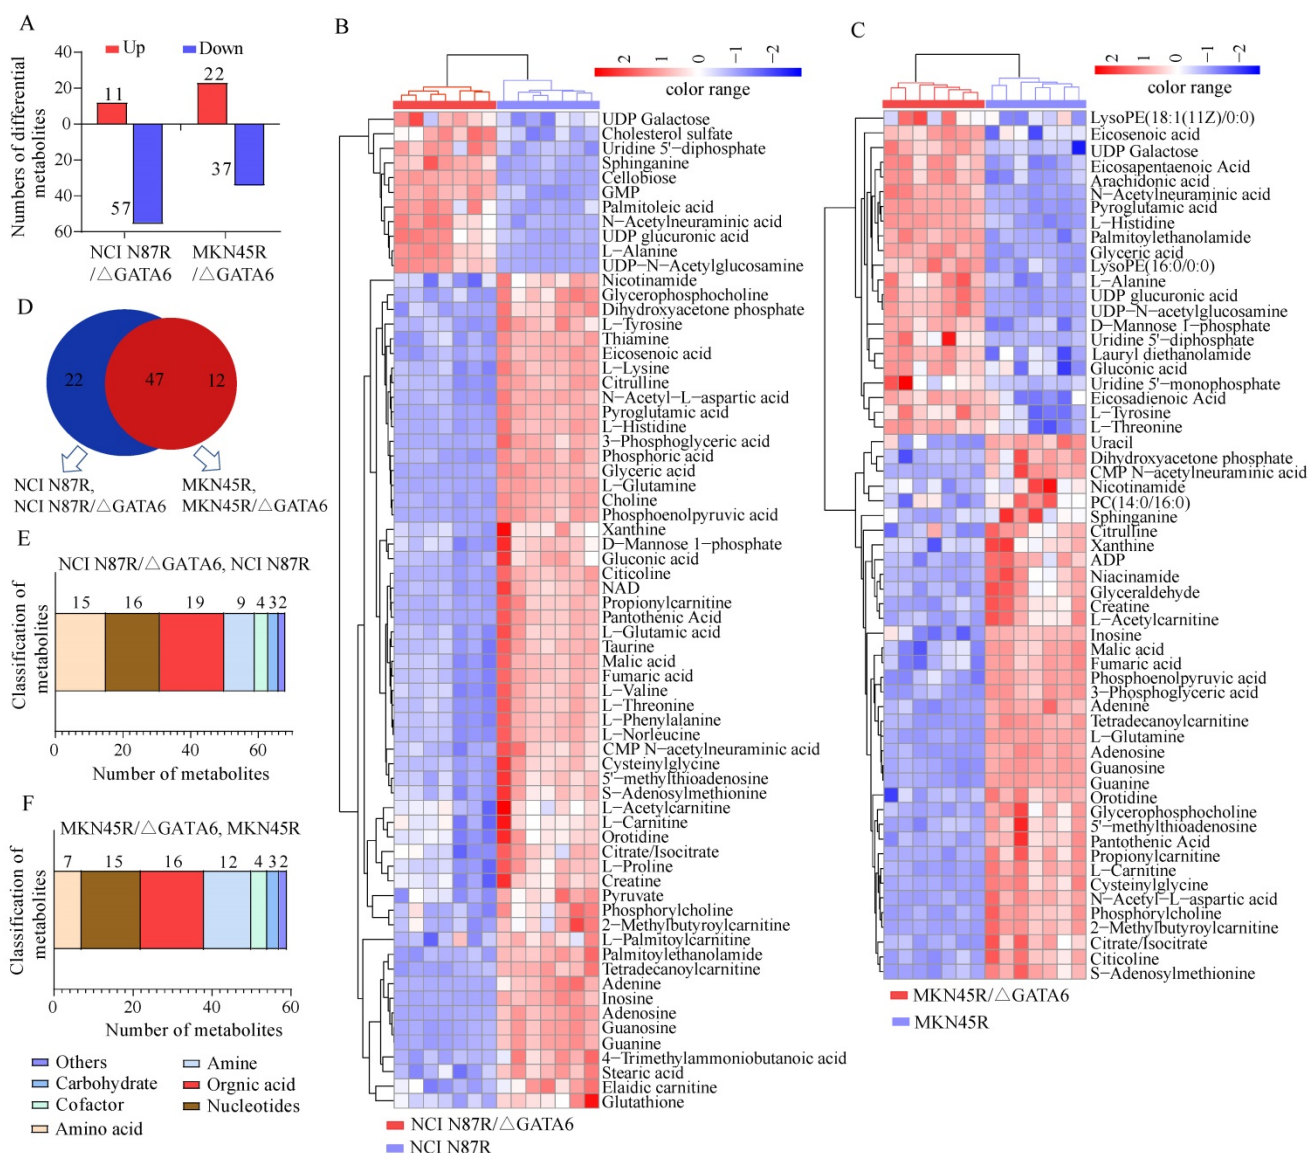 A
Up
Down
Numbers of differential
metabolites
40
20
0
20
40
60
11
57
22
37
NCI N87R
/△GATA6
MKN45R
/△GATA6
B
2
1
0
−1
−2
color range
UDP Galactose
Cholesterol sulfate
Uridine 5'−diphosphate
Sphinganine
Cellobiose
GMP
Palmitoleic acid
N−Acetylneuraminic acid
UDP glucuronic acid
L−Alanine
UDP−N−Acetylglucosamine
Nicotinamide
Glycerophosphocholine
Dihydroxyacetone phosphate
L−Tyrosine
Thiamine
Eicosenoic acid
L−Lysine
Citrulline
N−Acetyl−L−aspartic acid
Pyroglutamic acid
L−Histidine
3−Phosphoglyceric acid
Phosphoric acid
Glyceric acid
L−Glutamine
Choline
Phosphoenolpyruvic acid
Xanthine
D−Mannose 1−phosphate
Gluconic acid
Citicoline
NAD
Propionylcarnitine
Pantothenic Acid
L−Glutamic acid
Taurine
Malic acid
Fumaric acid
L−Valine
L−Threonine
L−Phenylalanine
L−Norleucine
CMP N−acetylneuraminic acid
Cysteinylglycine
5'−methylthioadenosine
S−Adenosylmethionine
L−Acetylcarnitine
L−Carnitine
Orotidine
Citrate/Isocitrate
L−Proline
Creatine
Pyruvate
Phosphorylcholine
2−Methylbutyroylcarnitine
L−Palmitoylcarnitine
Palmitoylethanolamide
Tetradecanoylcarnitine
Adenine
Inosine
Adenosine
Guanosine
Guanine
4−Trimethylammoniobutanoic acid
Stearic acid
Elaidic carnitine
Glutathione
NCI N87R/△GATA6
NCI N87R
C
2
1
0
−1
−2
color range
LysoPE(18:1(11Z)/0:0)
Eicosenoic acid
UDP Galactose
Eicosapentaenoic Acid
Arachidonic acid
N−Acetylneuraminic acid
Pyroglutamic acid
L−Histidine
Palmitoylethanolamide
Glyceric acid
LysoPE(16:0/0:0)
L−Alanine
UDP glucuronic acid
UDP−N−acetylglucosamine
D−Mannose 1−phosphate
Uridine 5'−diphosphate
Lauryl diethanolamide
Gluconic acid
Uridine 5'−monophosphate
Eicosadienoic Acid
L−Tyrosine
L−Threonine
Uracil
Dihydroxyacetone phosphate
CMP N−acetylneuraminic acid
Nicotinamide
PC(14:0/16:0)
Sphinganine
Citrulline
Xanthine
ADP
Niacinamide
Glyceraldehyde
Creatine
L−Acetylcarnitine
Inosine
Malic acid
Fumaric acid
Phosphoenolpyruvic acid
3−Phosphoglyceric acid
Adenine
Tetradecanoylcarnitine
L−Glutamine
Adenosine
Guanosine
Guanine
Orotidine
Glycerophosphocholine
5'−methylthioadenosine
Pantothenic Acid
Propionylcarnitine
L−Carnitine
Cysteinylglycine
N−Acetyl−L−aspartic acid
Phosphorylcholine
2−Methylbutyroylcarnitine
Citrate/Isocitrate
Citicoline
S−Adenosylmethionine
MKN45R/△GATA6
MKN45R
D
22
47
12
NCI N87R,
NCI N87R/△GATA6
MKN45R,
MKN45R/△GATA6
E
NCI N87R/△GATA6, NCI N87R
15 16 19 9 4 3 2
Classification of
metabolites
0 20 40 60
Number of metabolites
F
MKN45R/△GATA6, MKN45R
7 15 16 12 4 3 2
Classification of
metabolites
0 20 40 60
Number of metabolites
Others
Carbohydrate
Cofactor
Amino acid
Amine
Orgnic acid
Nucleotides